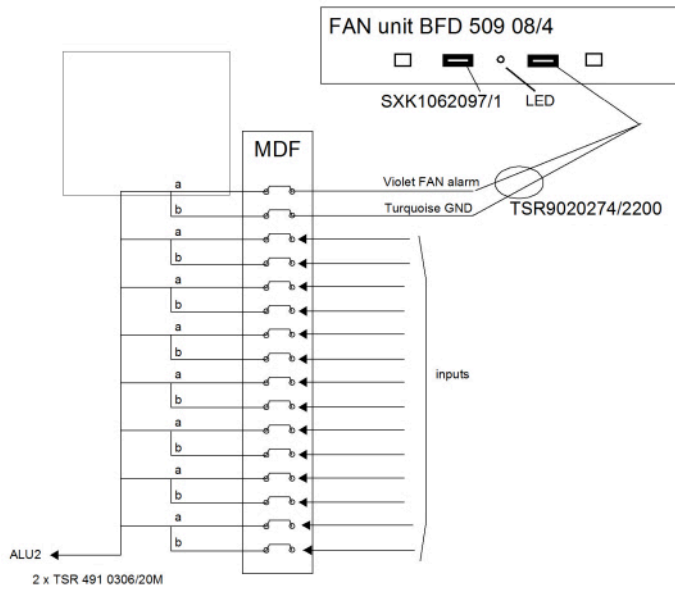 FAN unit BFD 509 08/4
SXK1062097/1 LED
MDF
a
Violet FAN alarm
b
Turquoise GND
TSR9020274/2200
a
b
a
b
a
b
inputs
a
b
a
b
a
b
a
b
ALU2
2 x TSR 491 0306/20M